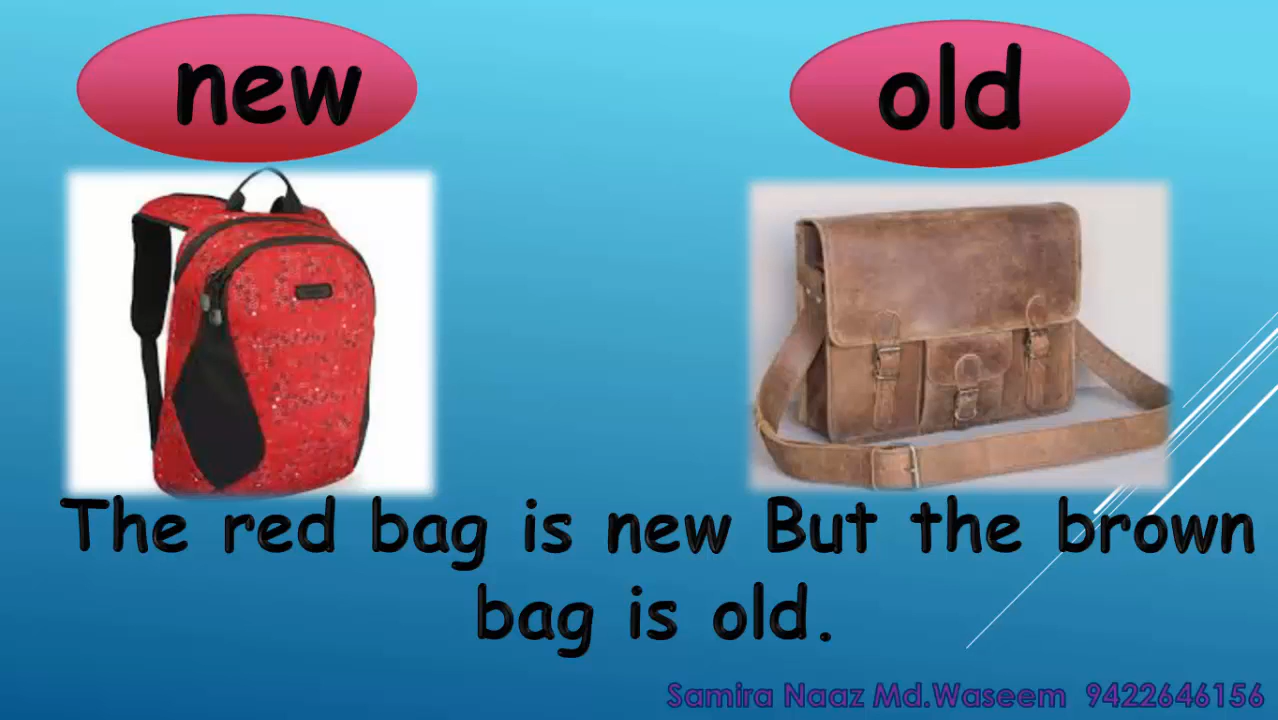 new
old
The red bag is new But the brown
bag is old.
Samira Naaz Md.Waseem 9422646156